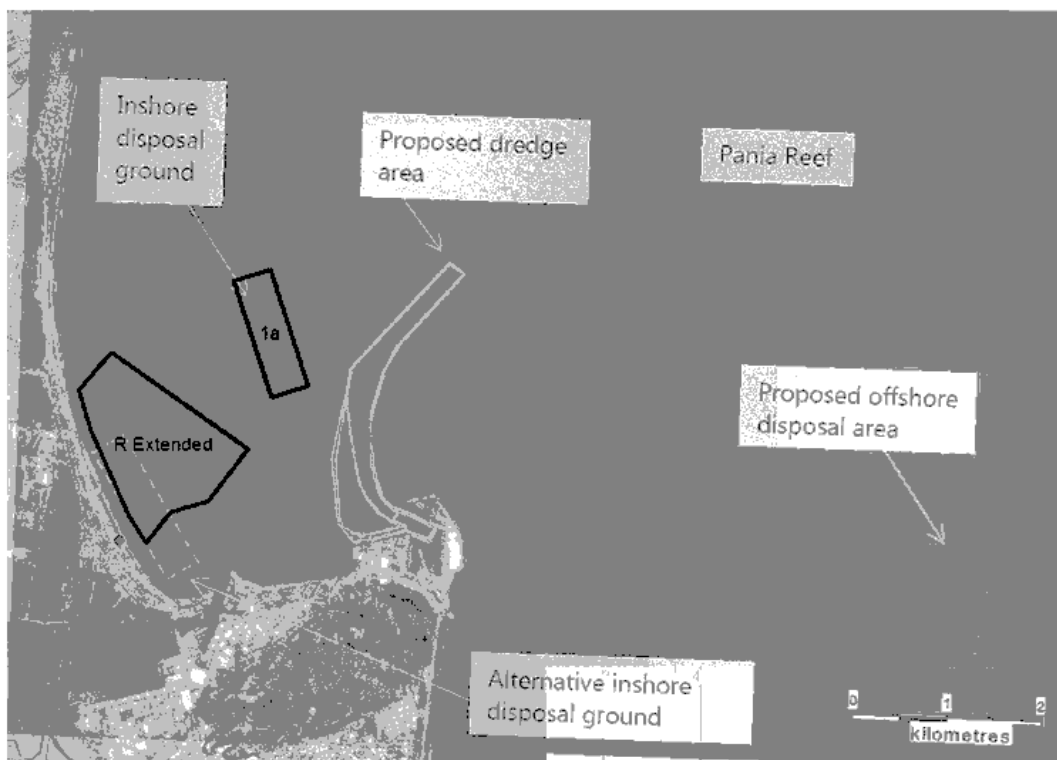 Inshore
disposal
ground
Proposed dredge
area
Pania Reef
1a
R Extended
Proposed offshore
disposal area
Alternative inshore
disposal ground
0 1 2
kilometres